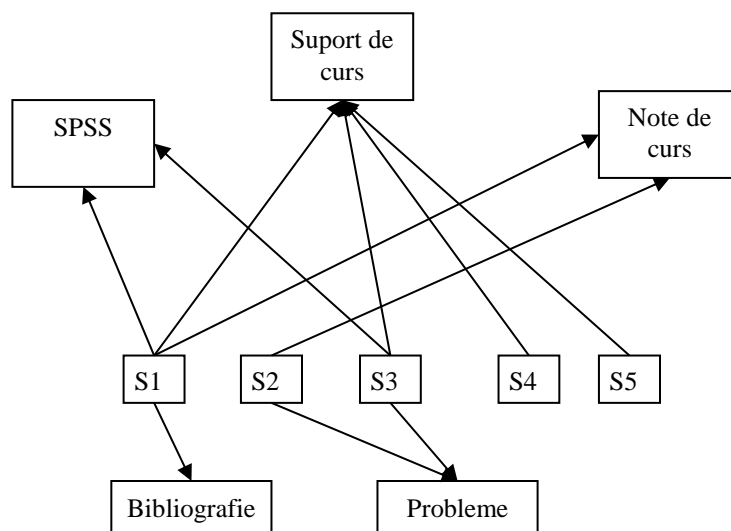 Suport de
curs
SPSS
Note de
curs
S1
S2
S3
S4
S5
Bibliografie
Probleme